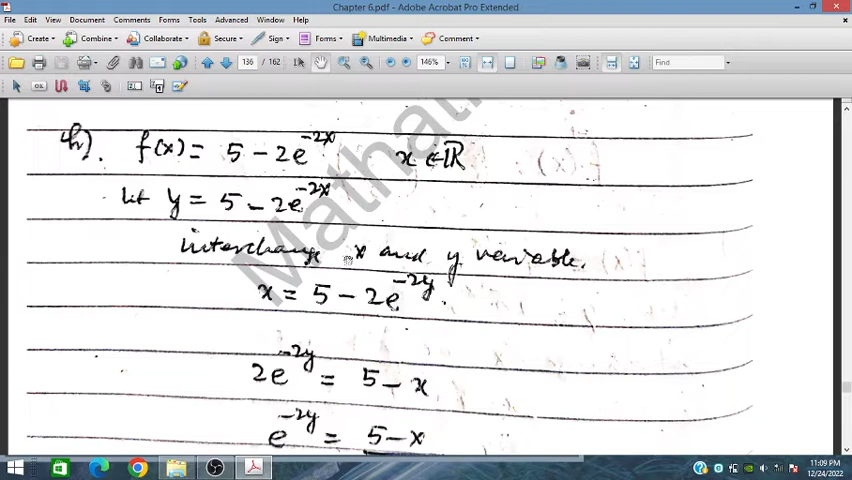 Chapter 6.pdf - Adobe Acrobat Pro Extended
File Edit View Document Comments Forms Tools Advanced Window Help
Create Combine Collaborate Secure Sign Forms Multimedia Comment
136 / 162 146% Find
h). f(x) = 5 - 2e^{-2x} x ∈ ℝ
let y = 5 - 2e^{-2x}
interchange x and y variable.
x = 5 - 2e^{-2y}.
2e^{-2y} = 5 - x
e^{-2y} = 5 - x
11:09 PM
12/24/2022